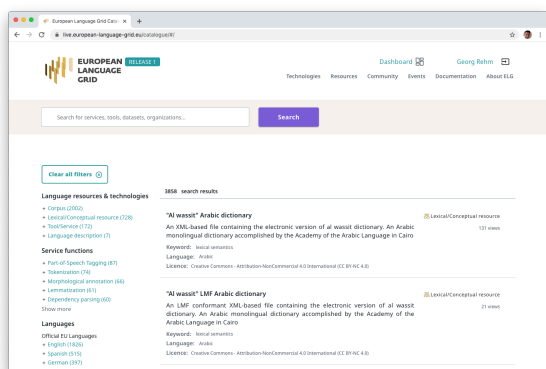 European Language Grid Cata
live.european-language-grid.eu/catalogue/#/
EUROPEAN
LANGUAGE
GRID
RELEASE 1
Dashboard
Georg Rehm
Technologies Resources Community Events Documentation About ELG
Search for services, tools, datasets, organizations...
Search
Clear all filters
3858 search results
Language resources & technologies
+ Corpus (2002)
+ Lexical/Conceptual resource (728)
+ Tool/Service (172)
+ Language description (7)
Service functions
+ Part-of-Speech Tagging (87)
+ Tokenization (74)
+ Morphological annotation (66)
+ Lemmatization (61)
+ Dependency parsing (60)
Show more
Languages
Official EU Languages
+ English (1826)
+ Spanish (515)
+ German (397)
"Al wassit" Arabic dictionary
Lexical/Conceptual resource
131 views
An XML-based file containing the electronic version of al wassit dictionary. An Arabic
monolingual dictionary accomplished by the Academy of the Arabic Language in Cairo
Keyword: lexical semantics
Language: Arabic
Licence: Creative Commons - Attribution-NonCommercial 4.0 International (CC BY-NC 4.0)
"Al wassit" LMF Arabic dictionary
Lexical/Conceptual resource
21 views
An LMF conformant XML-based file containing the electronic version of al wassit
dictionary. An Arabic monolingual dictionary accomplished by the Academy of the
Arabic Language in Cairo
Keyword: lexical semantics
Language: Arabic
Licence: Creative Commons - Attribution-NonCommercial 4.0 International (CC BY-NC 4.0)